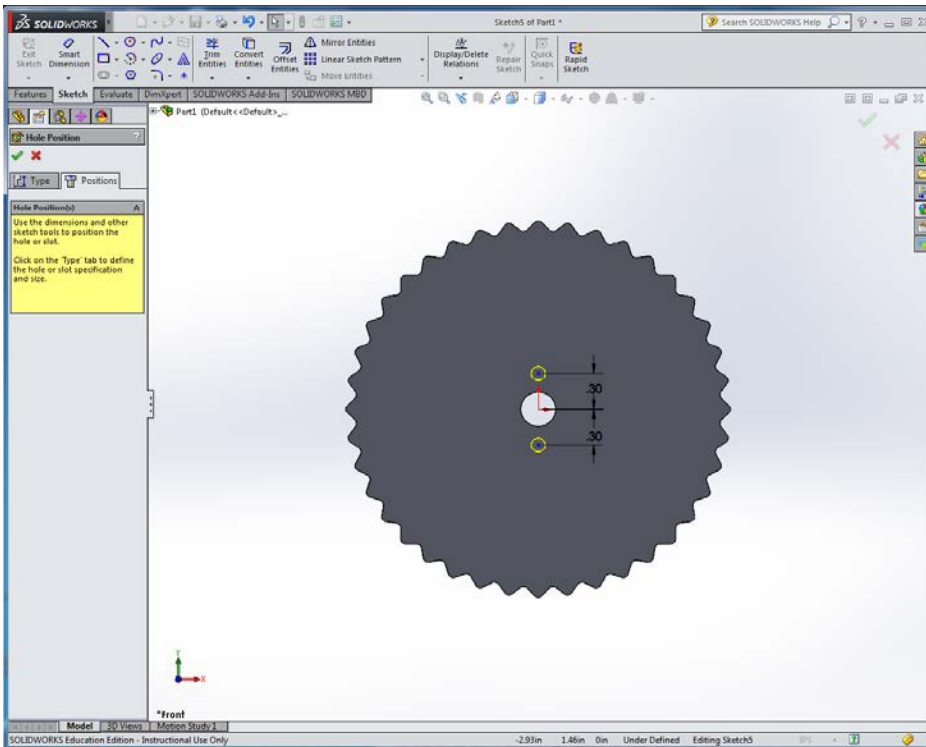 SOLIDWORKS
Sketch5 of Part1 *
Search SOLIDWORKS Help
Exit Sketch
Smart Dimension
Trim Entities
Convert Entities
Offset Entities
Mirror Entities
Linear Sketch Pattern
Move Entities
Display/Delete Relations
Repair Sketch
Quick Snaps
Rapid Sketch
Features Sketch Evaluate DimXpert SOLIDWORKS Add-Ins SOLIDWORKS MBD
Part1 (Default<<Default>_...
Hole Position ?
Type Positions
Hole Position(s)
Use the dimensions and other
sketch tools to position the
hole or slot.
Click on the 'Type' tab to define
the hole or slot specification
and size.
.30
.30
Y
X
*Front
Model 3D Views Motion Study 1
SOLIDWORKS Education Edition - Instructional Use Only -2.93in 1.46in 0in Under Defined Editing Sketch5 IPS